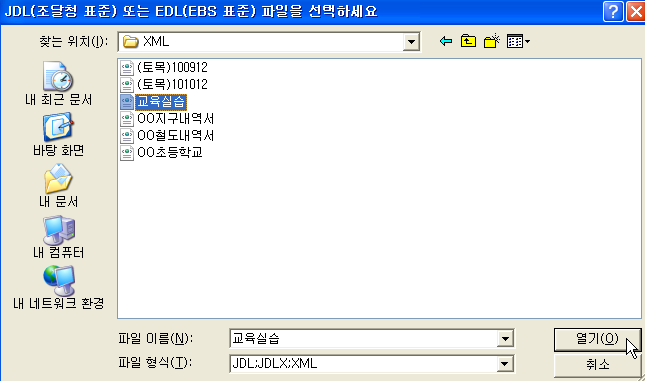 JDL(조달청 표준) 또는 EDL(EBS 표준) 파일을 선택하세요
찾는 위치(I):
XML
내 최근 문서
바탕 화면
내 문서
내 컴퓨터
내 네트워크 환경
(토목)100912
(토목)101012
교육실습
OO지구내역서
OO철도내역서
OO초등학교
파일 이름(N):
교육실습
열기(O)
파일 형식(T):
JDL;JDLX;XML
취소